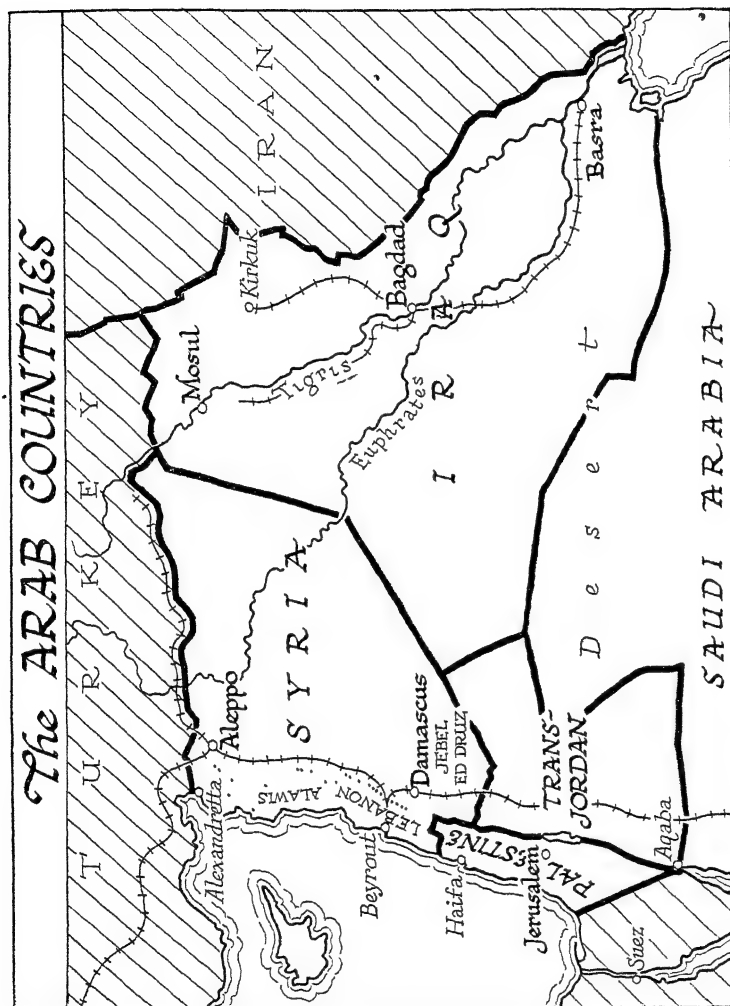 The ARAB COUNTRIES
TURKEY
IRAN
Alexandretta
Aleppo
Mosul
Kirkuk
Tigris
SYRIA
Euphrates
ALAWIS
LEBANON
Beyrout
Damascus
JEBEL
ED DRUZ
Bagdad
IRAQ
Haifa
PALESTINE
Jerusalem
TRANS-
JORDAN
Desert
Basra
Suez
Aqaba
SAUDI ARABIA